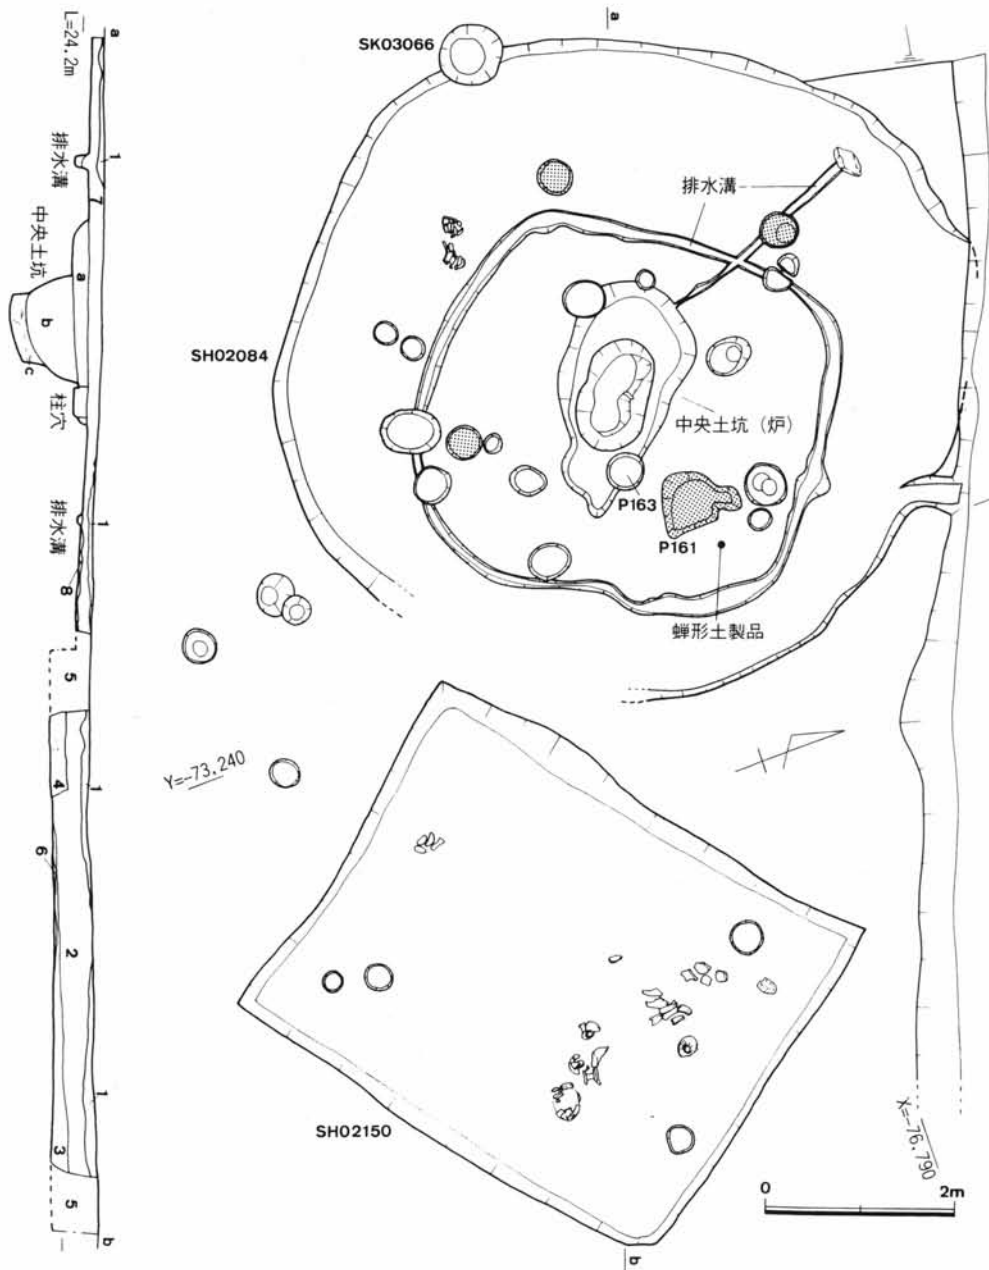 a
L=24.2m
排水溝
1
7
中央土坑
a
b
c
柱穴
排水溝
1
8
5
4
1
6
2
1
3
5
b
a
SK03066
排水溝
SH02084
中央土坑（炉）
P163
P161
蝉形土製品
Y=-73.240
SH02150
X=-76.790
0
2m
b